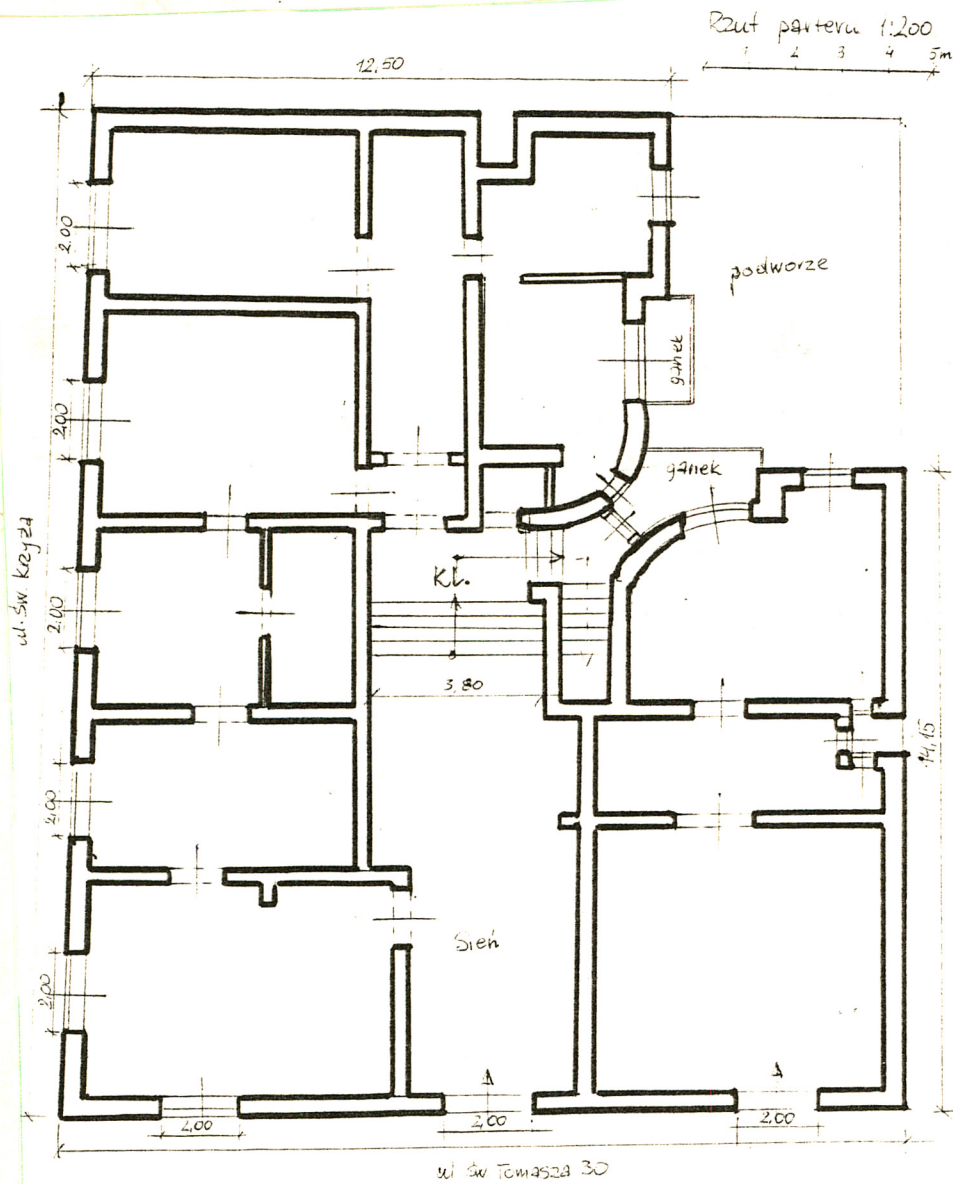 Rzut parteru 1:200
1 2 3 4 5m
12,50
2.00
podworze
ganek
2,00
ganek
ul. Św. Krzyża
KL.
2.00
3,80
14,15
2,00
Sień
2,00
2,00
2,00
2,00
ul Św Tomasza 30